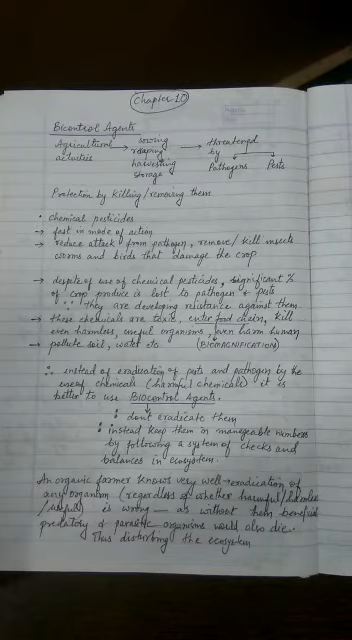 Chapter-10
Biocontrol Agents
Agricultural → sowing → threatened
activities reaping by
harvesting Pathogens Pests
storage
Protection by killing/removing them
• chemical pesticides
→ fast in mode of action
→ reduce attack from pathogen, remove/kill insects
worms and birds that damage the crop
→ despite of use of chemical pesticides, significant %
of crop produce is lost to pathogen & pests
∵ they are developing resistance against them
→ these chemicals are toxic, enter food chain, kill
even harmless, useful organisms, even harm human
→ pollute soil, water etc. (BIOMAGNIFICATION)
∴ instead of eradication of pests and pathogen by the
use of chemicals (harmful chemicals) it is
better to use Biocontrol Agents.
• don't eradicate them
• instead keep them in manageable numbers
by following a system of checks and
balances in ecosystem.
An organic farmer knows very well - eradication of
any organism (regardless of whether harmful/harmless
/useful) is wrong - as without them beneficial
predatory & parasitic organisms would also die.
Thus disturbing the ecosystem